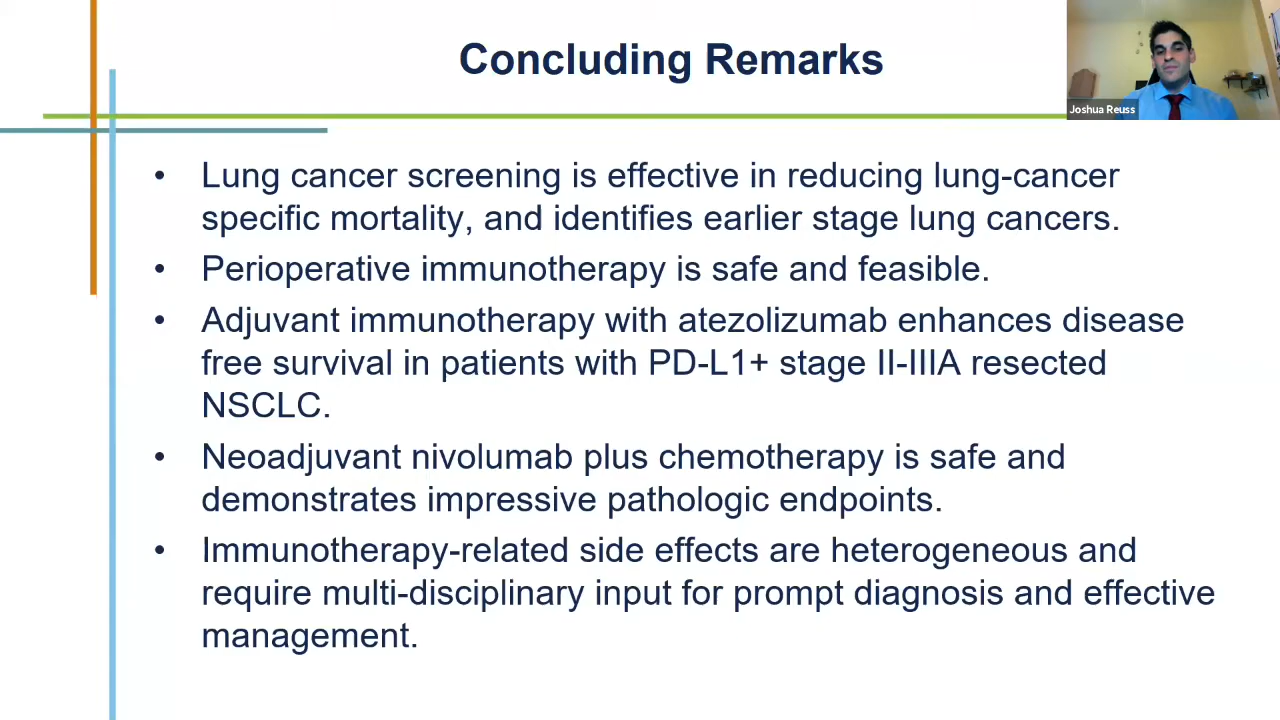 Concluding Remarks
Joshua Reuss
• Lung cancer screening is effective in reducing lung-cancer
specific mortality, and identifies earlier stage lung cancers.
• Perioperative immunotherapy is safe and feasible.
• Adjuvant immunotherapy with atezolizumab enhances disease
free survival in patients with PD-L1+ stage II-IIIA resected
NSCLC.
• Neoadjuvant nivolumab plus chemotherapy is safe and
demonstrates impressive pathologic endpoints.
• Immunotherapy-related side effects are heterogeneous and
require multi-disciplinary input for prompt diagnosis and effective
management.